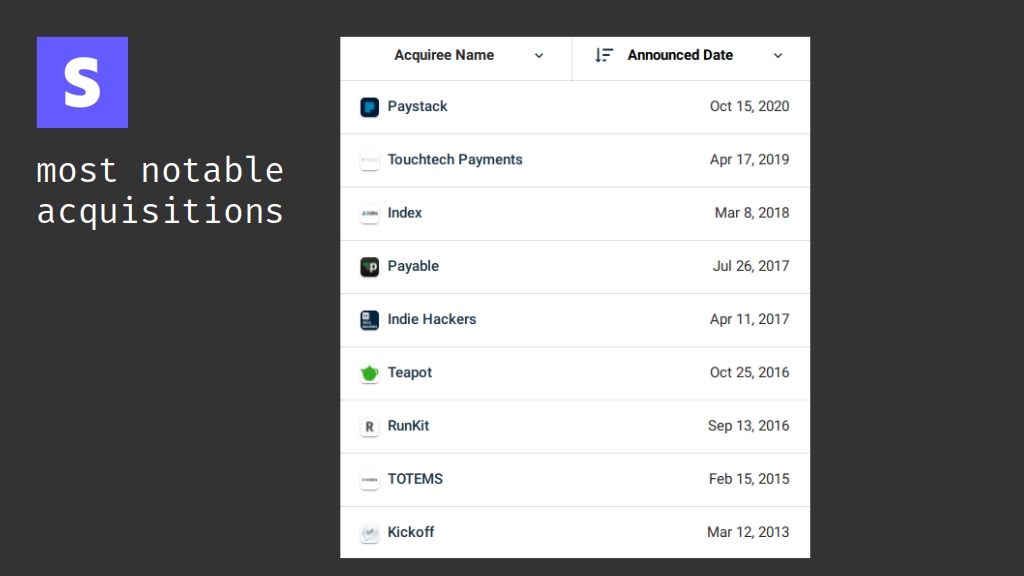 S
most notable
acquisitions
Acquiree Name Announced Date
Paystack Oct 15, 2020
Touchtech Payments Apr 17, 2019
Index Mar 8, 2018
Payable Jul 26, 2017
Indie Hackers Apr 11, 2017
Teapot Oct 25, 2016
R RunKit Sep 13, 2016
TOTEMS Feb 15, 2015
Kickoff Mar 12, 2013